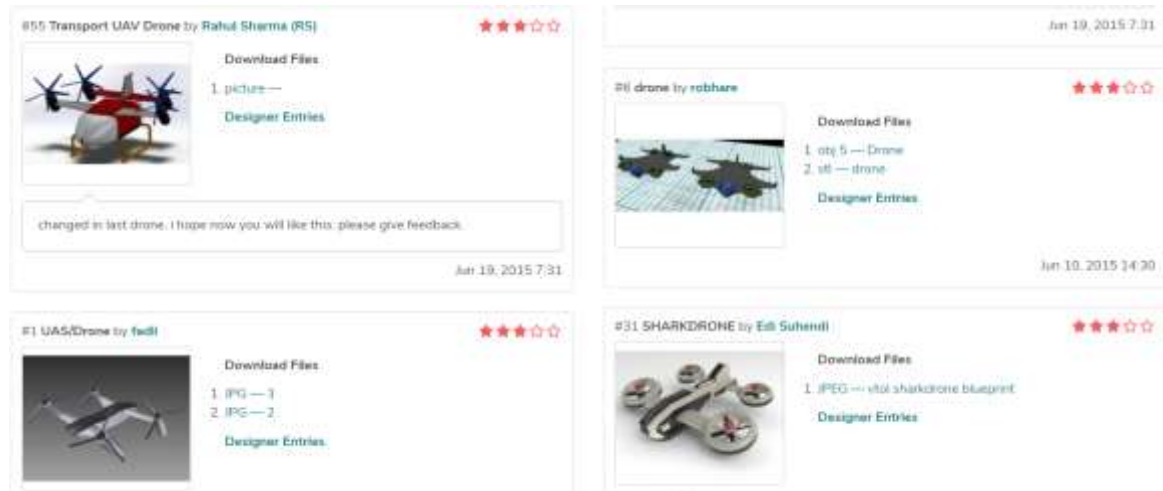 #55 Transport UAV Drone by Rahul Sharma (RS)
Download Files
1. picture —
Designer Entries
changed in last drone. i hope now you will like this. please give feedback.
Jun 19, 2015 7:31
#1 UAS/Drone by fadil
Download Files
1. JPG — 3
2. JPG — 2
Designer Entries
Jun 19, 2015 7:31
#6 drone by robhare
Download Files
1. obj 5 — Drone
2. stl — drone
Designer Entries
Jun 10, 2015 14:30
#31 SHARKDRONE by Edi Suhendi
Download Files
1. JPEG — vtol sharkdrone blueprint
Designer Entries